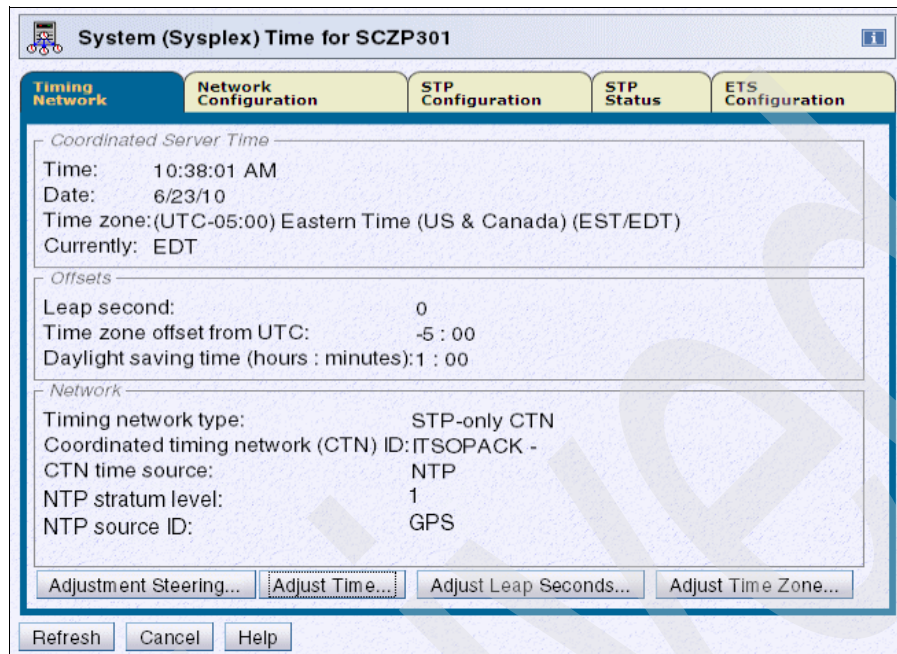 System (Sysplex) Time for SCZP301
i
Timing Network
Network Configuration
STP Configuration
STP Status
ETS Configuration
Coordinated Server Time
Time: 10:38:01 AM
Date: 6/23/10
Time zone:(UTC-05:00) Eastern Time (US & Canada) (EST/EDT)
Currently: EDT
Offsets
Leap second: 0
Time zone offset from UTC: -5 : 00
Daylight saving time (hours : minutes):1 : 00
Network
Timing network type: STP-only CTN
Coordinated timing network (CTN) ID:ITSOPACK -
CTN time source: NTP
NTP stratum level: 1
NTP source ID: GPS
Adjustment Steering... Adjust Time... Adjust Leap Seconds... Adjust Time Zone...
Refresh Cancel Help